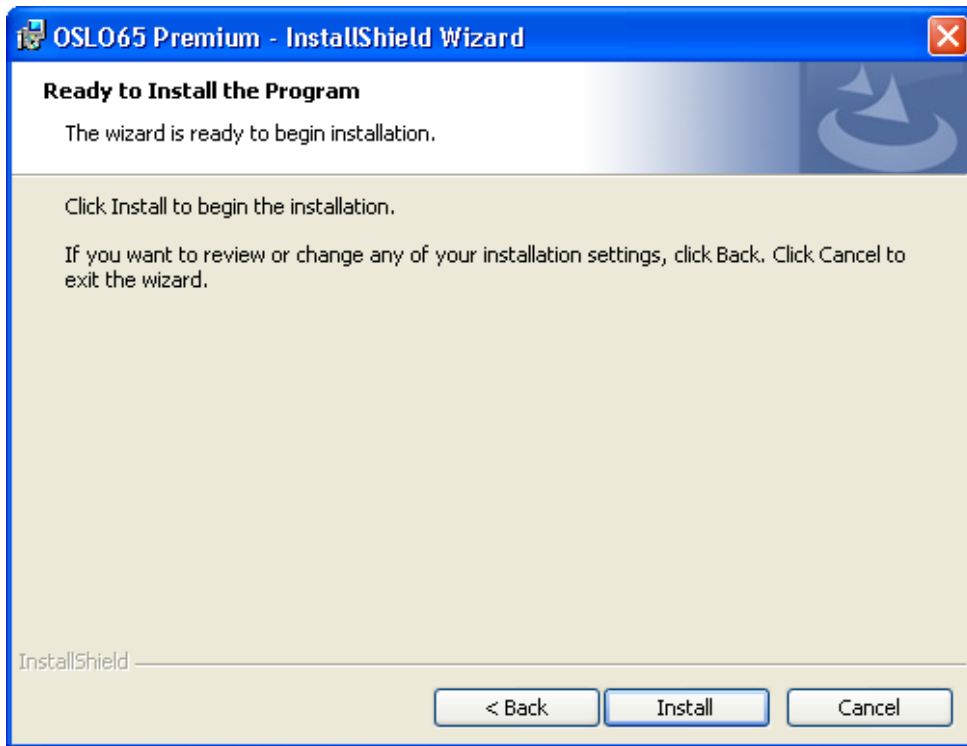 OSLO65 Premium - InstallShield Wizard
Ready to Install the Program
The wizard is ready to begin installation.
Click Install to begin the installation.
If you want to review or change any of your installation settings, click Back. Click Cancel to
exit the wizard.
InstallShield
< Back
Install
Cancel